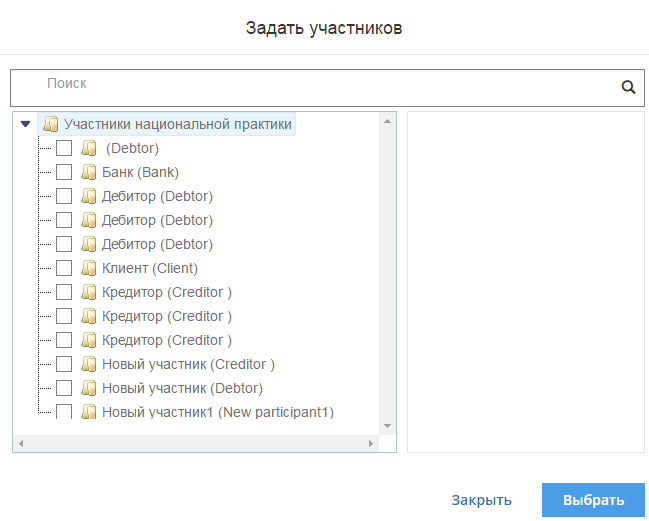 Задать участников
Поиск
Участники национальной практики
(Debtor)
Банк (Bank)
Дебитор (Debtor)
Дебитор (Debtor)
Дебитор (Debtor)
Клиент (Client)
Кредитор (Creditor )
Кредитор (Creditor )
Кредитор (Creditor )
Новый участник (Creditor )
Новый участник (Debtor)
Новый участник1 (New participant1)
Закрыть Выбрать